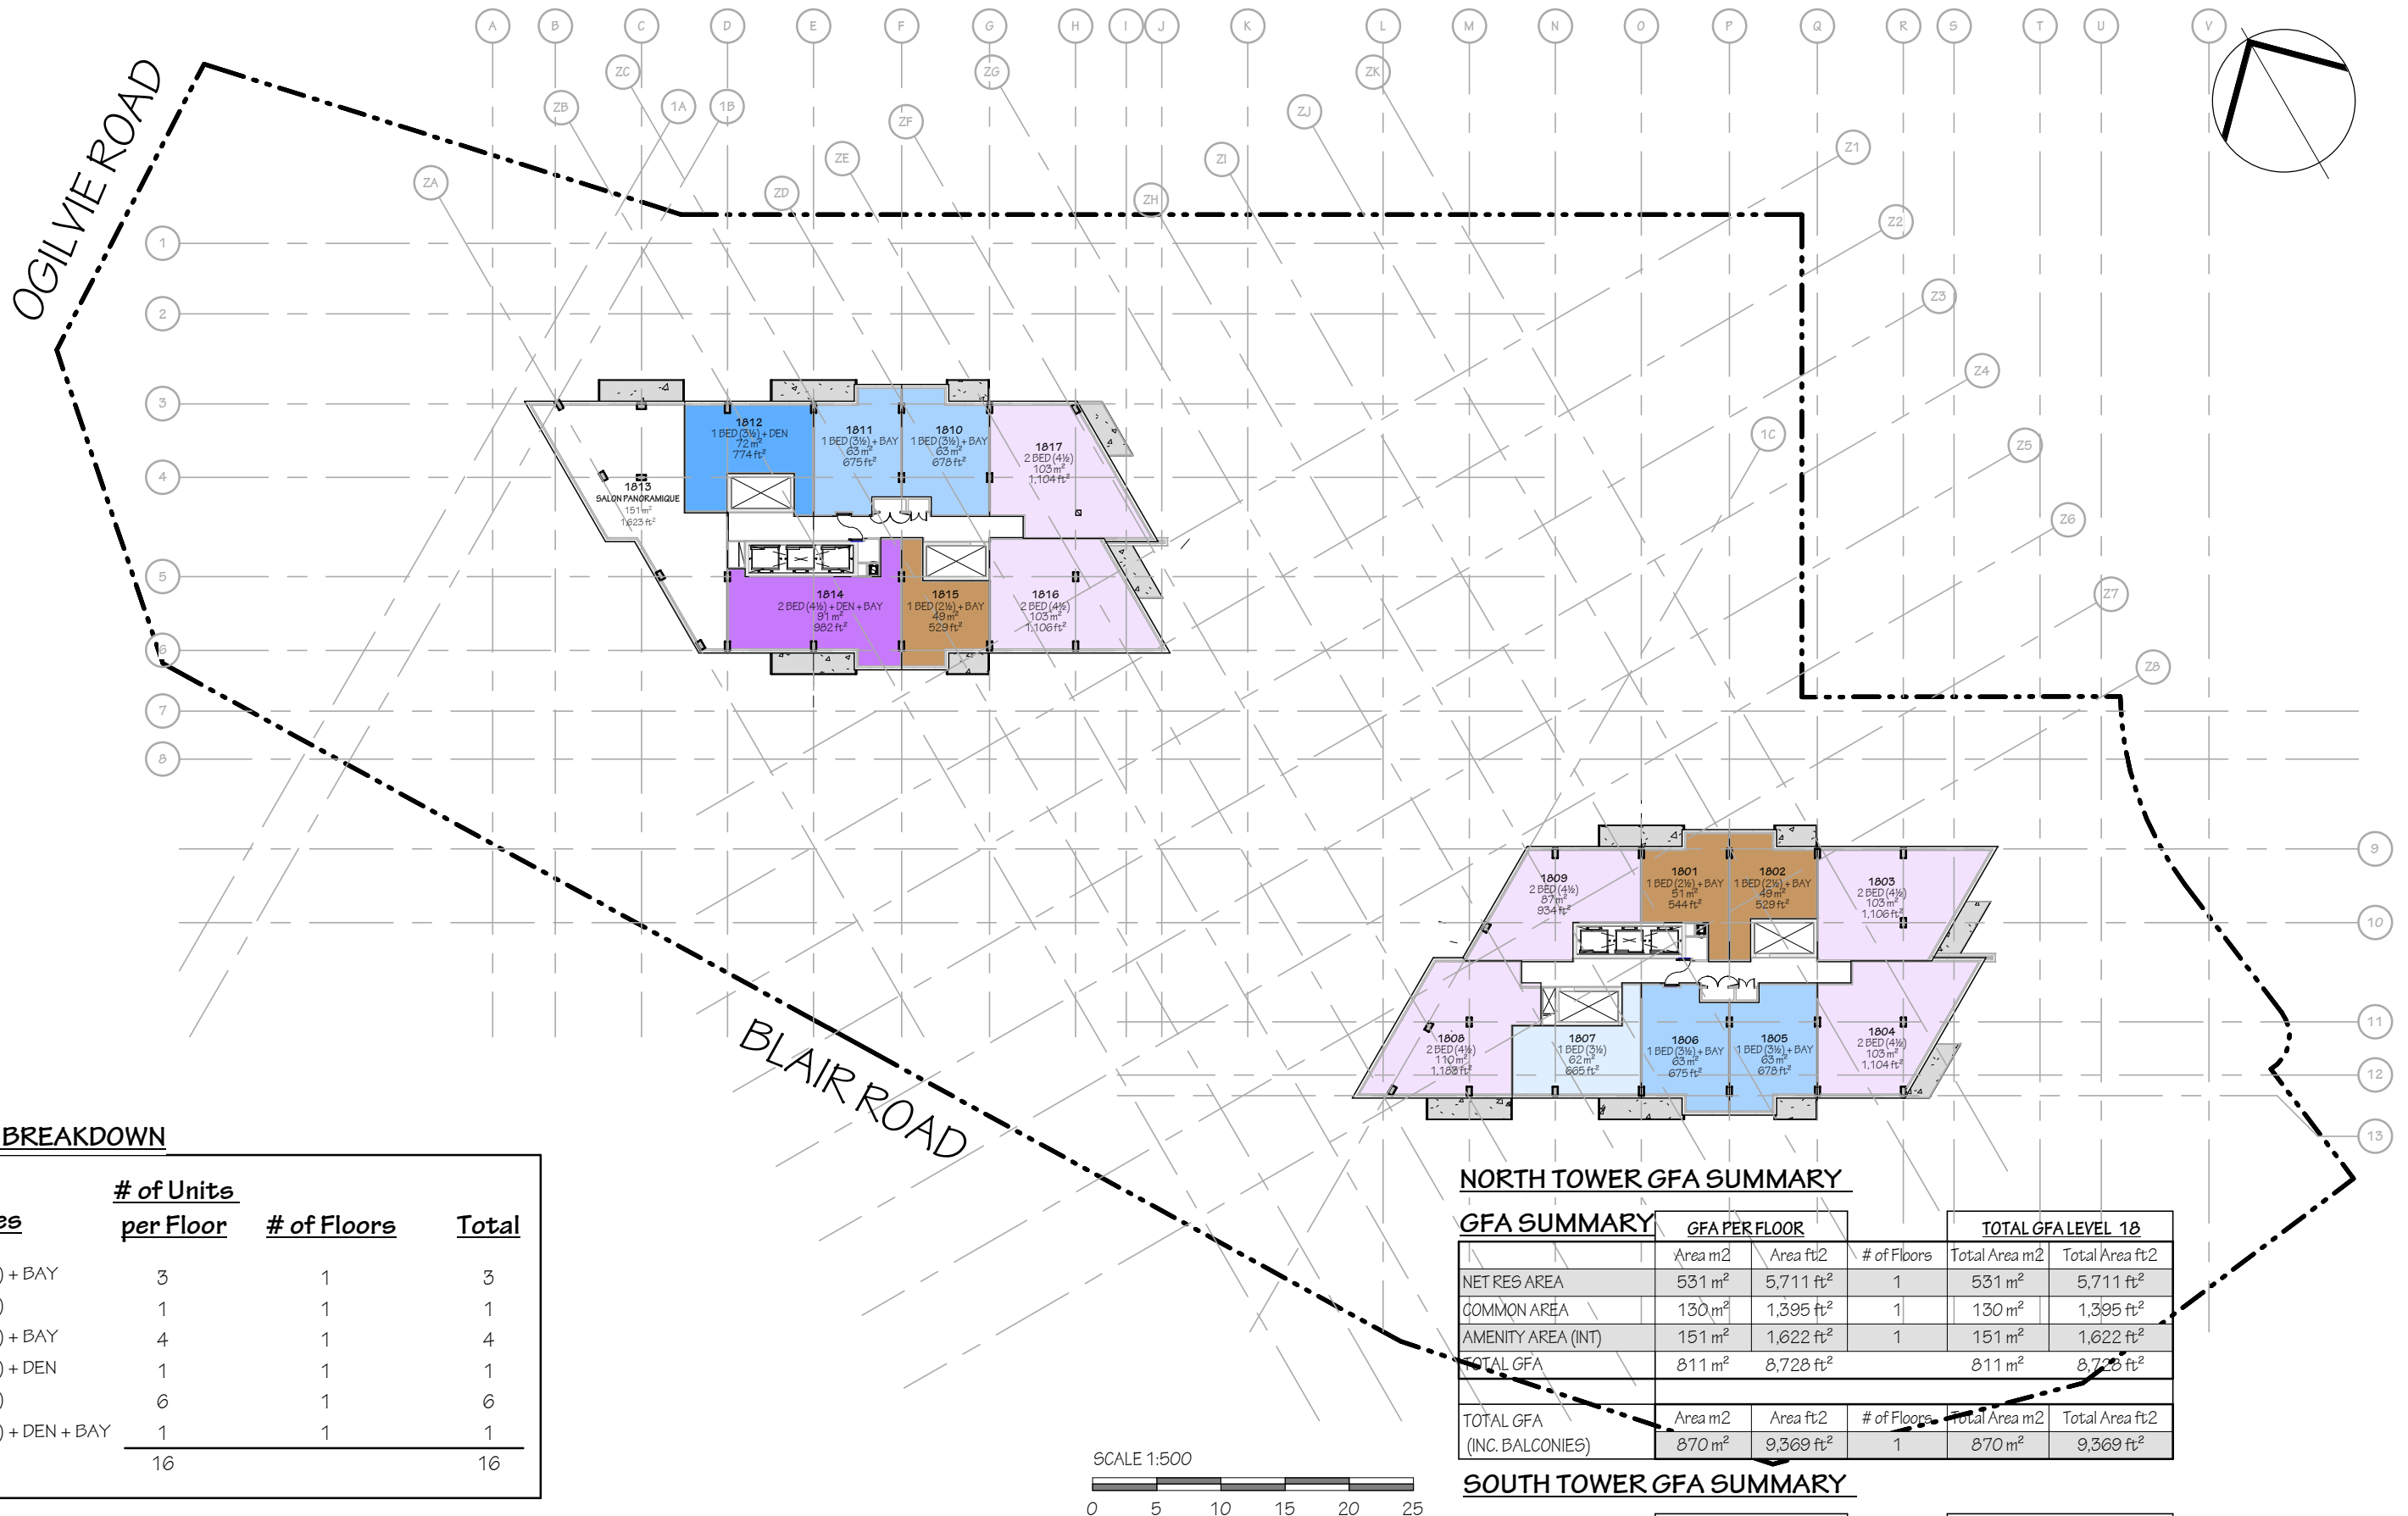 A B C D E F G H I J K L M N O P Q R S T U V
ZC ZG ZK
ZB 1A 1B ZF ZJ
ZA ZD ZE ZH ZI
Z1
Z2
Z3
Z4
1C
Z5
Z6
Z7
Z8
OGILVIE ROAD
1
2
3
4
5
6
7
8
9
10
11
12
13
1812
1 BED (3½) + DEN
72 m²
774 ft²
1811
1 BED (3½) + BAY
63 m²
675 ft²
1810
1 BED (3½) + BAY
63 m²
678 ft²
1817
2 BED (4½)
103 m²
1,104 ft²
1813
SALON PANORAMIQUE
151 m²
1,623 ft²
1814
2 BED (4½) + DEN + BAY
91 m²
982 ft²
1815
1 BED (2½) + BAY
49 m²
529 ft²
1816
2 BED (4½)
103 m²
1,106 ft²
1809
2 BED (4½)
87 m²
934 ft²
1801
1 BED (2½) + BAY
51 m²
544 ft²
1802
1 BED (2½) + BAY
49 m²
529 ft²
1803
2 BED (4½)
103 m²
1,106 ft²
1808
2 BED (4½)
110 m²
1,183 ft²
1807
1 BED (3½)
62 m²
665 ft²
1806
1 BED (3½) + BAY
63 m²
675 ft²
1805
1 BED (3½) + BAY
63 m²
678 ft²
1804
2 BED (4½)
103 m²
1,104 ft²
BLAIR ROAD
BREAKDOWN
# of Units
es per Floor # of Floors Total
) + BAY 3 1 3
) 1 1 1
) + BAY 4 1 4
) + DEN 1 1 1
) 6 1 6
) + DEN + BAY 1 1 1
16 16
SCALE 1:500
0 5 10 15 20 25
NORTH TOWER GFA SUMMARY
GFA SUMMARY GFA PER FLOOR TOTAL GFA LEVEL 18
Area m2 Area ft2 # of Floors Total Area m2 Total Area ft2
NET RES AREA 531 m² 5,711 ft² 1 531 m² 5,711 ft²
COMMON AREA 130 m² 1,395 ft² 1 130 m² 1,395 ft²
AMENITY AREA (INT) 151 m² 1,622 ft² 1 151 m² 1,622 ft²
TOTAL GFA 811 m² 8,728 ft² 811 m² 8,728 ft²
TOTAL GFA Area m2 Area ft2 # of Floors Total Area m2 Total Area ft2
(INC. BALCONIES) 870 m² 9,369 ft² 1 870 m² 9,369 ft²
SOUTH TOWER GFA SUMMARY